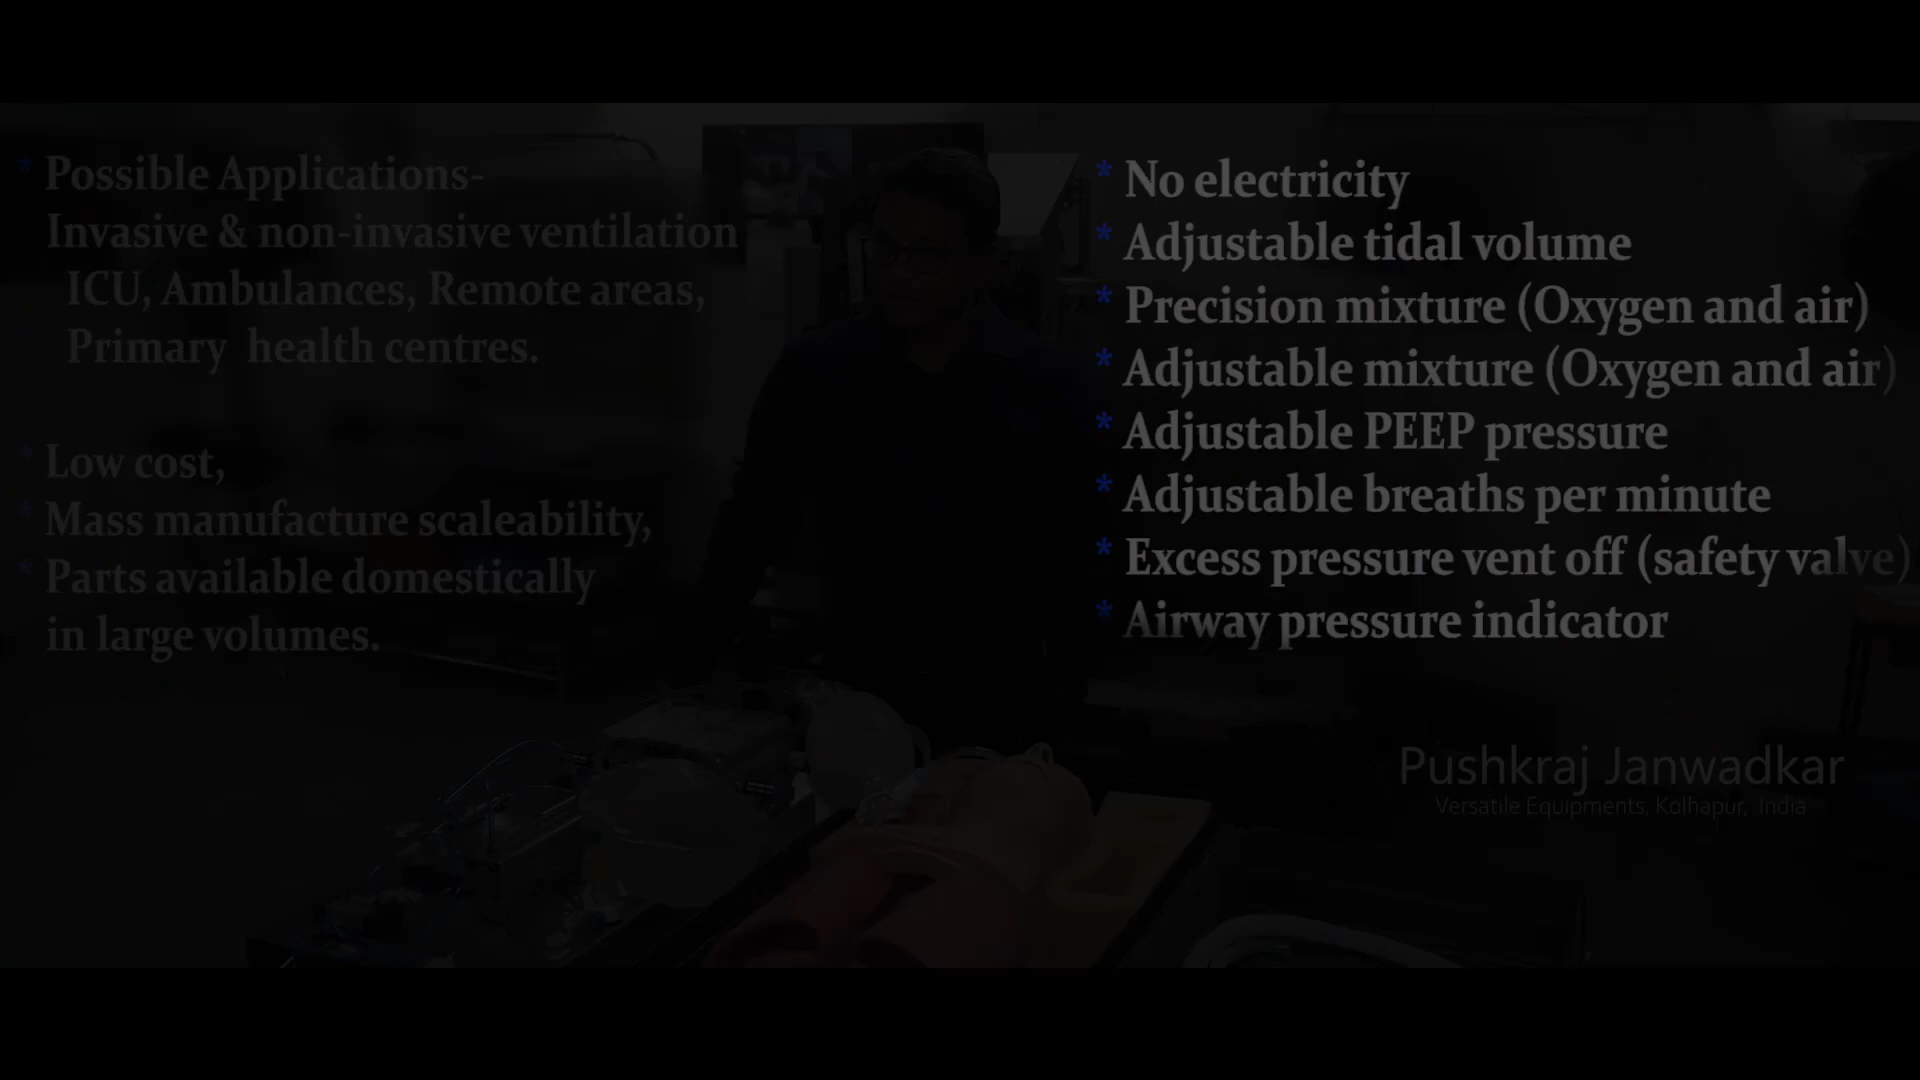 * Possible Applications-
Invasive & non-invasive ventilation
ICU, Ambulances, Remote areas,
Primary health centres.
* Low cost,
* Mass manufacture scaleability,
* Parts available domestically
in large volumes.
* No electricity
* Adjustable tidal volume
* Precision mixture (Oxygen and air)
* Adjustable mixture (Oxygen and air)
* Adjustable PEEP pressure
* Adjustable breaths per minute
* Excess pressure vent off (safety valve)
* Airway pressure indicator
Pushkraj Janwadkar
Versatile Equipments, Kolhapur, India